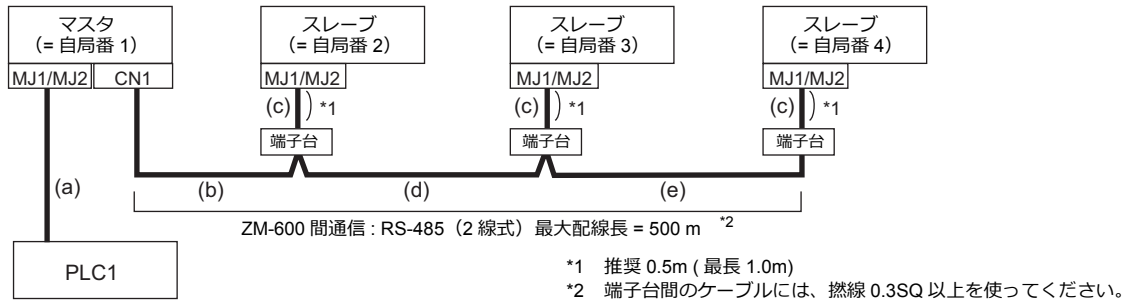 マスタ
(= 自局番 1)
スレーブ
(= 自局番 2)
スレーブ
(= 自局番 3)
スレーブ
(= 自局番 4)
MJ1/MJ2 CN1
MJ1/MJ2
MJ1/MJ2
MJ1/MJ2
(c) *1
(c) *1
(c) *1
端子台
端子台
端子台
(a)
(b)
(d)
(e)
ZM-600 間通信 : RS-485（2 線式）最大配線長 = 500 m *2
PLC1
*1 推奨 0.5m ( 最長 1.0m)
*2 端子台間のケーブルには、撚線 0.3SQ 以上を使ってください。